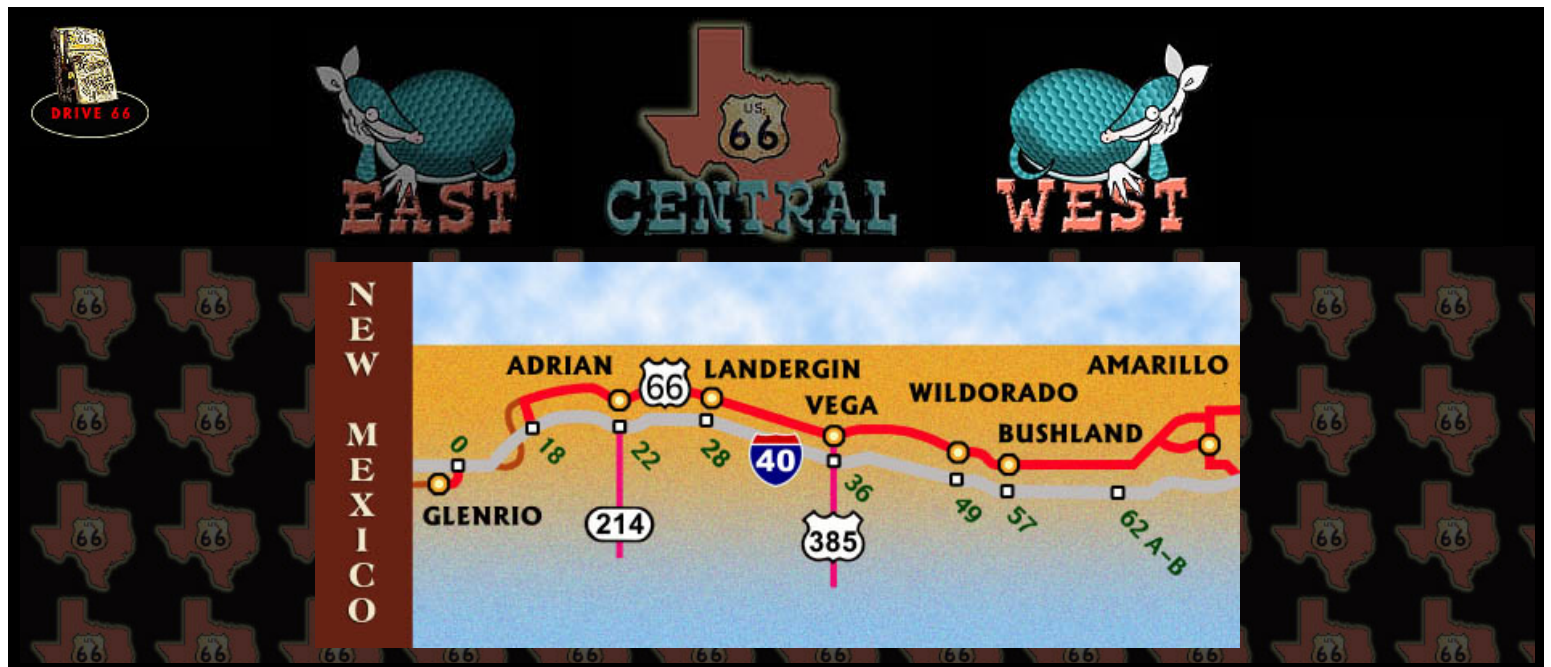 66
DRIVE 66
EAST
US
66
CENTRAL
WEST
NEW MEXICO
ADRIAN
66
LANDERGIN
VEGA
WILDORADO
AMARILLO
BUSHLAND
0
18
22
28
40
36
49
57
62 A-B
GLENRIO
214
385